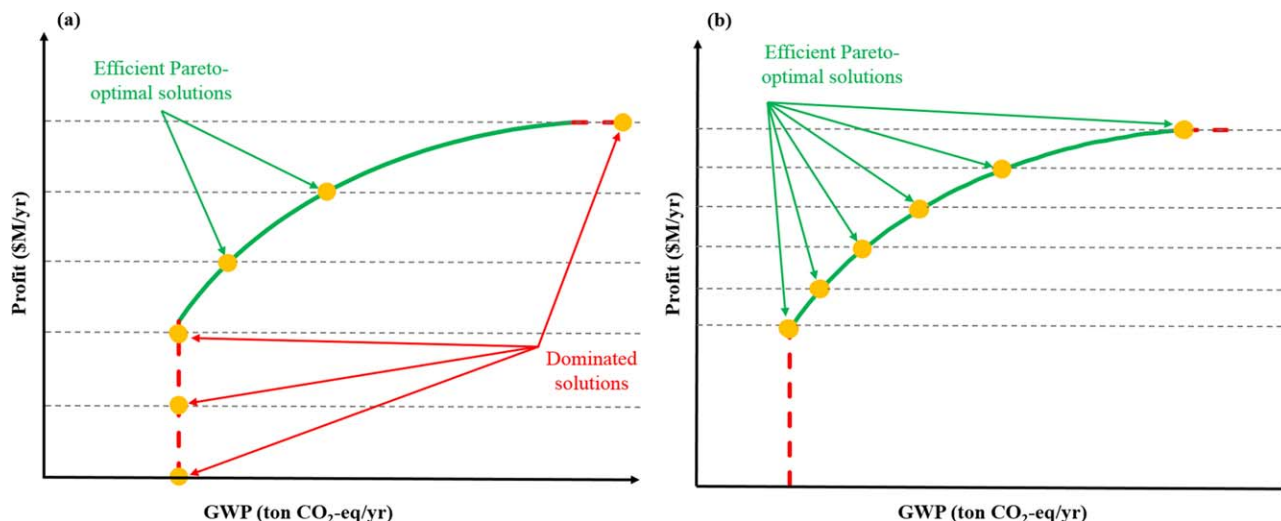 (a)
Efficient Pareto-
optimal solutions
Profit ($M/yr)
Dominated
solutions
GWP (ton CO₂-eq/yr)
(b)
Efficient Pareto-
optimal solutions
Profit ($M/yr)
GWP (ton CO₂-eq/yr)